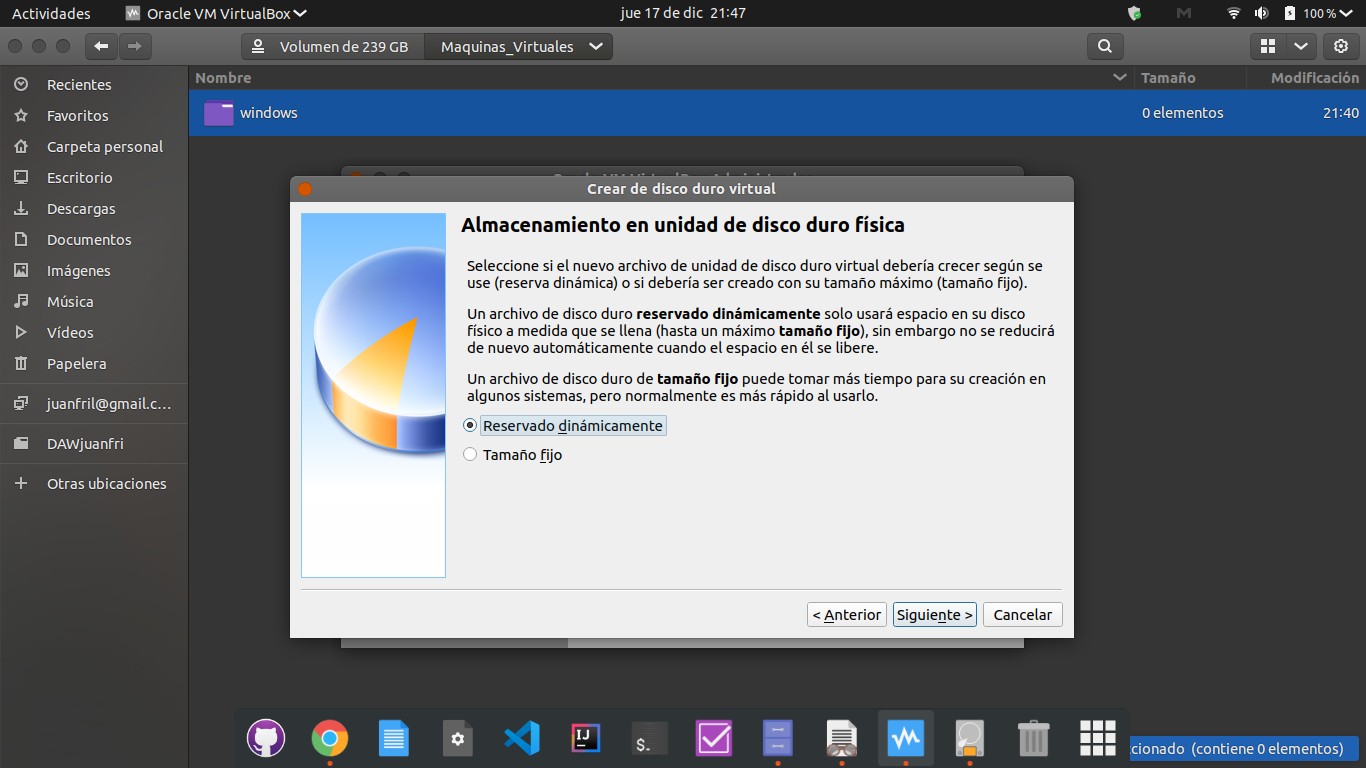 Actividades
Oracle VM VirtualBox
jue 17 de dic 21:47
100 %
Volumen de 239 GB
Maquinas_Virtuales
Nombre
Tamaño
Modificación
windows
0 elementos
21:40
Recientes
Favoritos
Carpeta personal
Escritorio
Descargas
Documentos
Imágenes
Música
Vídeos
Papelera
juanfril@gmail.c...
DAWjuanfri
Otras ubicaciones
Crear de disco duro virtual
Almacenamiento en unidad de disco duro física
Seleccione si el nuevo archivo de unidad de disco duro virtual debería crecer según se
use (reserva dinámica) o si debería ser creado con su tamaño máximo (tamaño fijo).
Un archivo de disco duro reservado dinámicamente solo usará espacio en su disco
físico a medida que se llena (hasta un máximo tamaño fijo), sin embargo no se reducirá
de nuevo automáticamente cuando el espacio en él se libere.
Un archivo de disco duro de tamaño fijo puede tomar más tiempo para su creación en
algunos sistemas, pero normalmente es más rápido al usarlo.
Reservado dinámicamente
Tamaño fijo
< Anterior
Siguiente >
Cancelar
IJ
$_
(contiene 0 elementos)